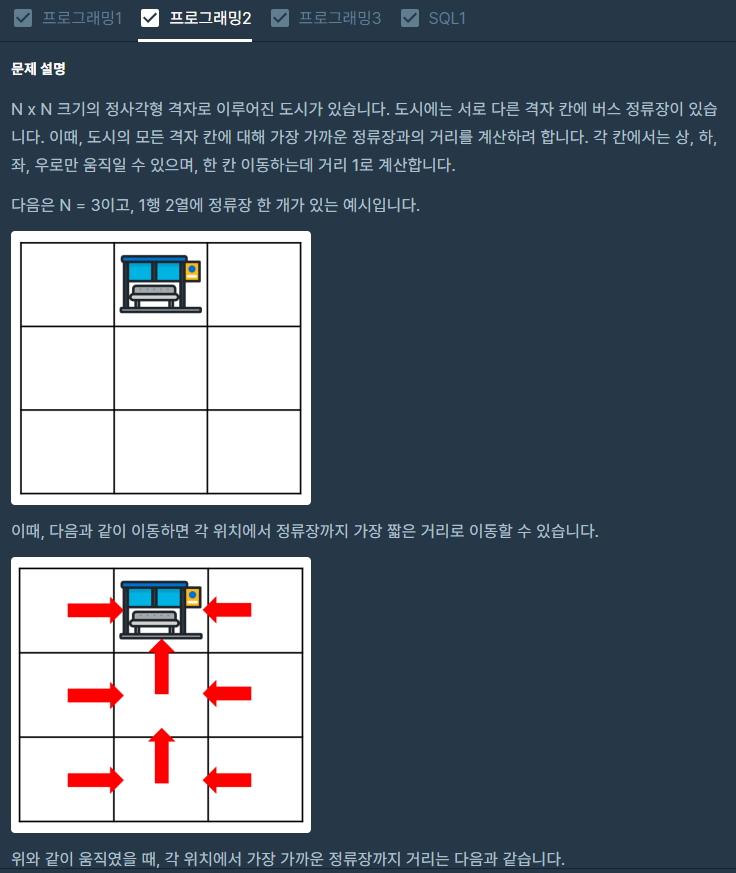 프로그래밍1 프로그래밍2 프로그래밍3 SQL1
문제 설명
N x N 크기의 정사각형 격자로 이루어진 도시가 있습니다. 도시에는 서로 다른 격자 칸에 버스 정류장이 있습
니다. 이때, 도시의 모든 격자 칸에 대해 가장 가까운 정류장과의 거리를 계산하려 합니다. 각 칸에서는 상, 하,
좌, 우로만 움직일 수 있으며, 한 칸 이동하는데 거리 1로 계산합니다.
다음은 N = 3이고, 1행 2열에 정류장 한 개가 있는 예시입니다.
이때, 다음과 같이 이동하면 각 위치에서 정류장까지 가장 짧은 거리로 이동할 수 있습니다.
위와 같이 움직였을 때, 각 위치에서 가장 가까운 정류장까지 거리는 다음과 같습니다.